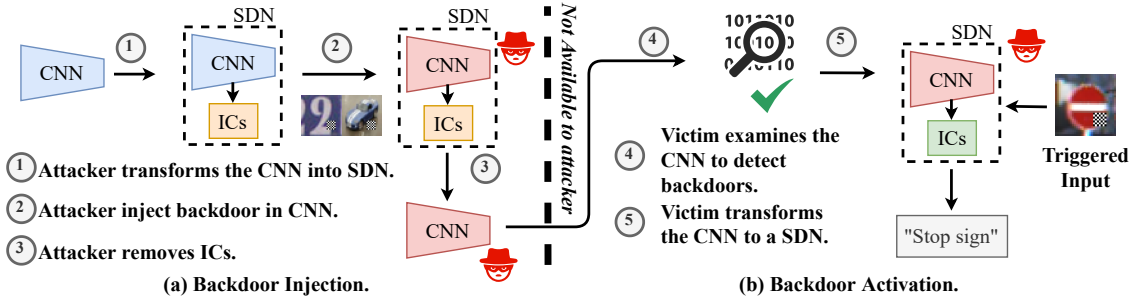 SDN
SDN
1
2
CNN
CNN
CNN
ICs
ICs
29
3
CNN
1 Attacker transforms the CNN into SDN.
2 Attacker inject backdoor in CNN.
3 Attacker removes ICs.
(a) Backdoor Injection.
Not Available to attacker
4
1011010
1001010
0110110
5
SDN
CNN
ICs
Triggered
Input
"Stop sign"
4 Victim examines the
CNN to detect
backdoors.
5 Victim transforms
the CNN to a SDN.
(b) Backdoor Activation.